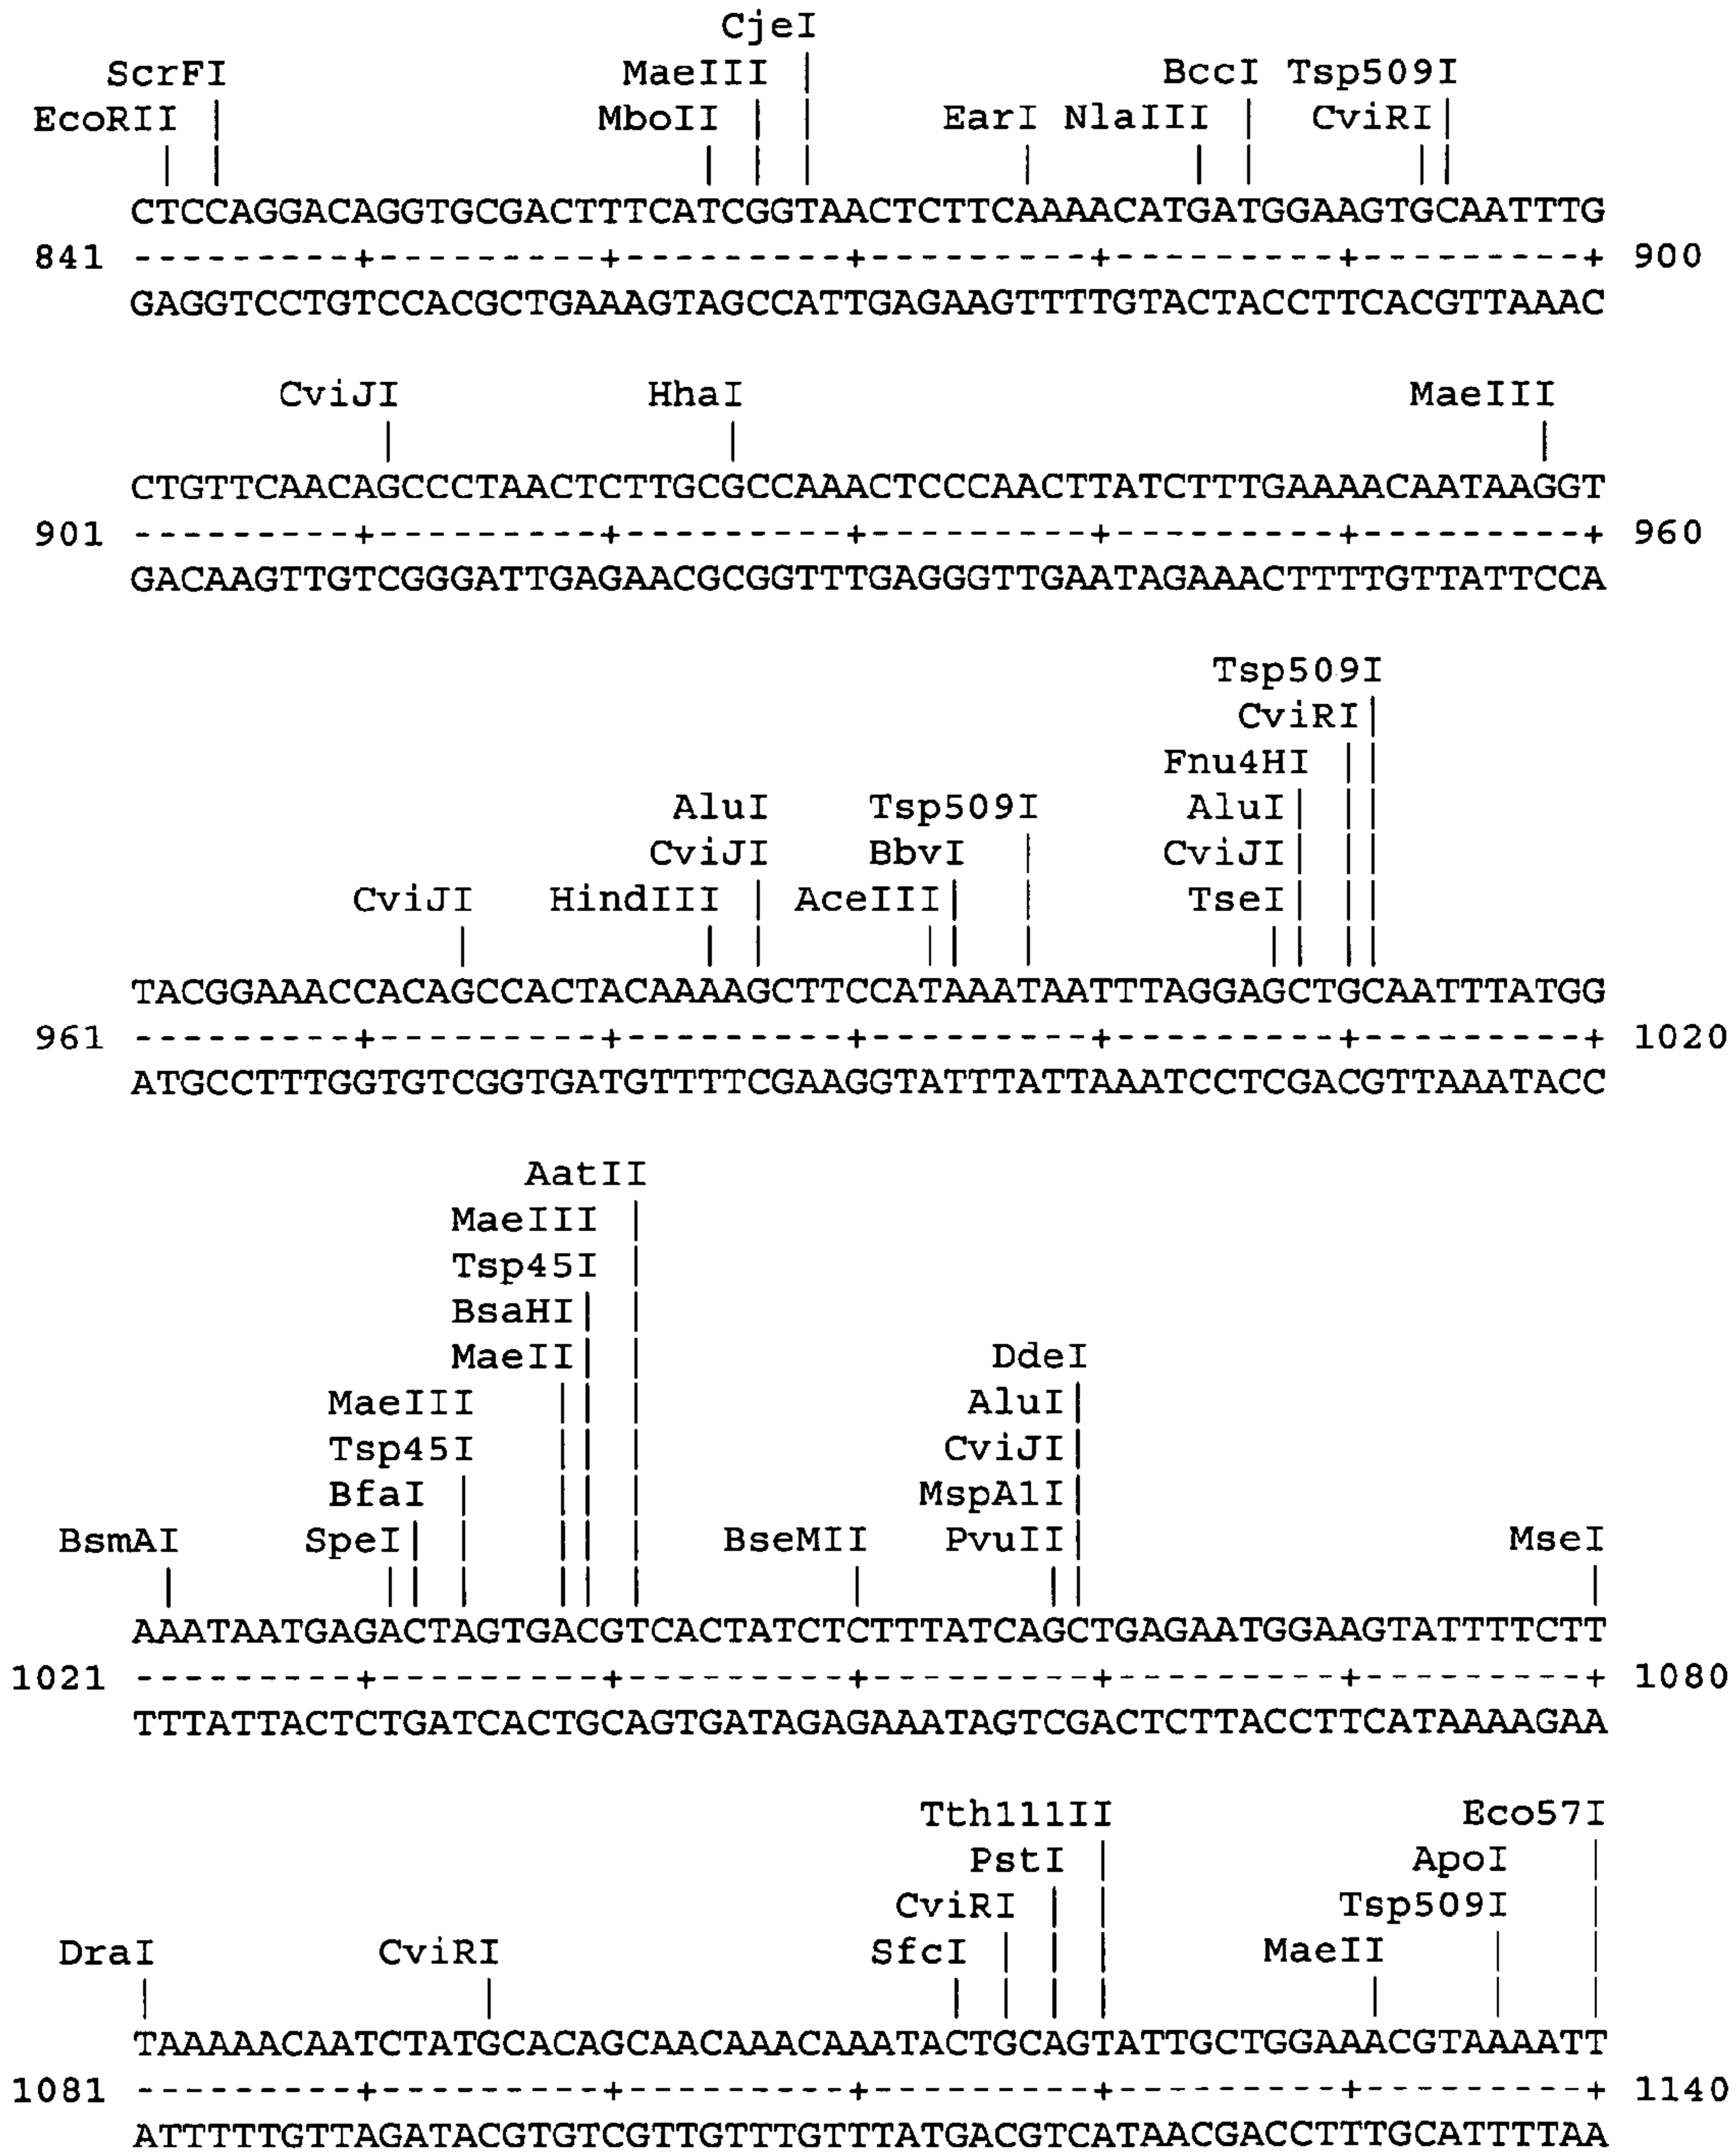 CjeI
ScrFI MaeIII BccI Tsp509I
EcoRII MboII EarI NlaIII CviRI
CTCCAGGACAGGTGCGACTTTCATCGGTAACTCTTCAAAACATGATGGAAGTGCAATTTG
841 ---------+---------+---------+---------+---------+---------+ 900
GAGGTCCTGTCCACGCTGAAAGTAGCCATTGAGAAGTTTTGTACTACCTTCACGTTAAAC
CviJI HhaI MaeIII
CTGTTCAACAGCCCTAACTCTTGCGCCAAACTCCCAACTTATCTTTGAAAACAATAAGGT
901 ---------+---------+---------+---------+---------+---------+ 960
GACAAGTTGTCGGGATTGAGAACGCGGTTTGAGGGTTGAATAGAAACTTTTGTTATTCCA
Tsp509I
CviRI
Fnu4HI
AluI Tsp509I AluI
CviJI BbvI CviJI
CviJI HindIII AceIII TseI
TACGGAAACCACAGCCACTACAAAAGCTTCCATAAATAATTTAGGAGCTGCAATTTATGG
961 ---------+---------+---------+---------+---------+---------+ 1020
ATGCCTTTGGTGTCGGTGATGTTTTCGAAGGTATTTATTAAATCCTCGACGTTAAATACC
AatII
MaeIII
Tsp45I
BsaHI
MaeII DdeI
MaeIII AluI
Tsp45I CviJI
BfaI MspA1I
BsmAI SpeI BseMII PvuII MseI
AAATAATGAGACTAGTGACGTCACTATCTCTTTATCAGCTGAGAATGGAAGTATTTTCTT
1021 ---------+---------+---------+---------+---------+---------+ 1080
TTTATTACTCTGATCACTGCAGTGATAGAGAAATAGTCGACTCTTACCTTCATAAAAGAA
Tth111II Eco57I
PstI ApoI
CviRI Tsp509I
DraI CviRI SfcI MaeII
TAAAAACAATCTATGCACAGCAACAAACAAATACTGCAGTATTGCTGGAAACGTAAAATT
1081 ---------+---------+---------+---------+---------+---------+ 1140
ATTTTTGTTAGATACGTGTCGTTGTTTGTTTATGACGTCATAACGACCTTTGCATTTTAA